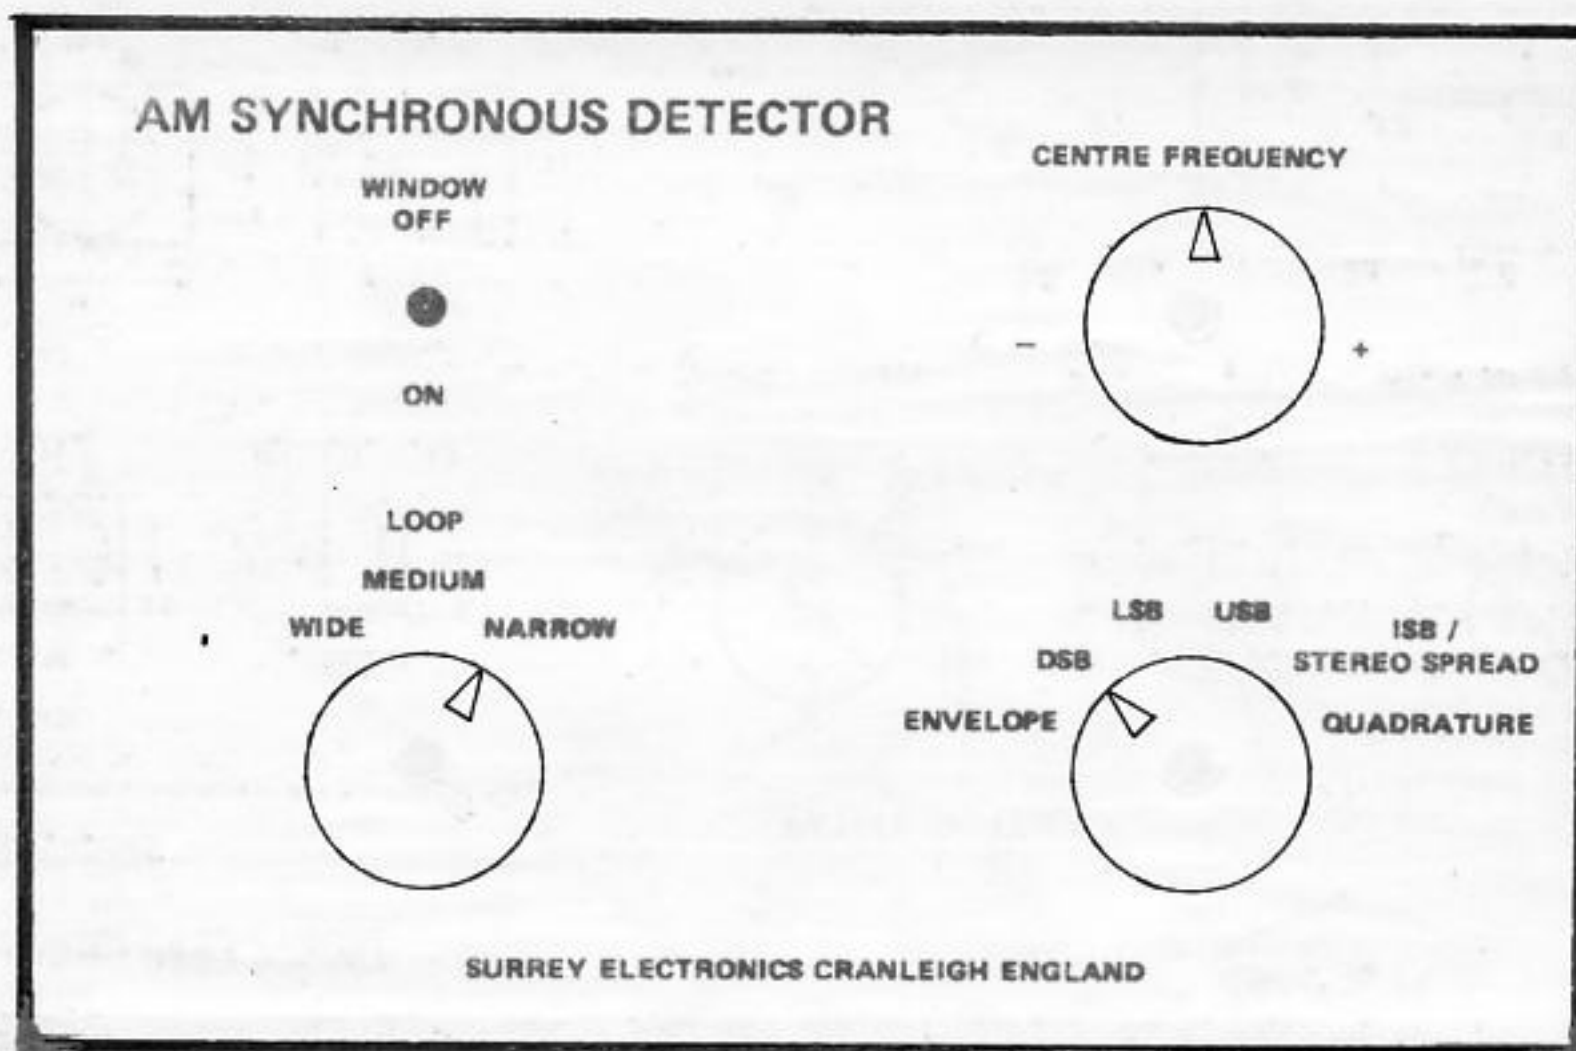 AM SYNCHRONOUS DETECTOR
WINDOW
OFF
ON
CENTRE FREQUENCY
– +
LOOP
MEDIUM
WIDE NARROW
LSB USB
DSB
ISB /
STEREO SPREAD
ENVELOPE
QUADRATURE
SURREY ELECTRONICS CRANLEIGH ENGLAND